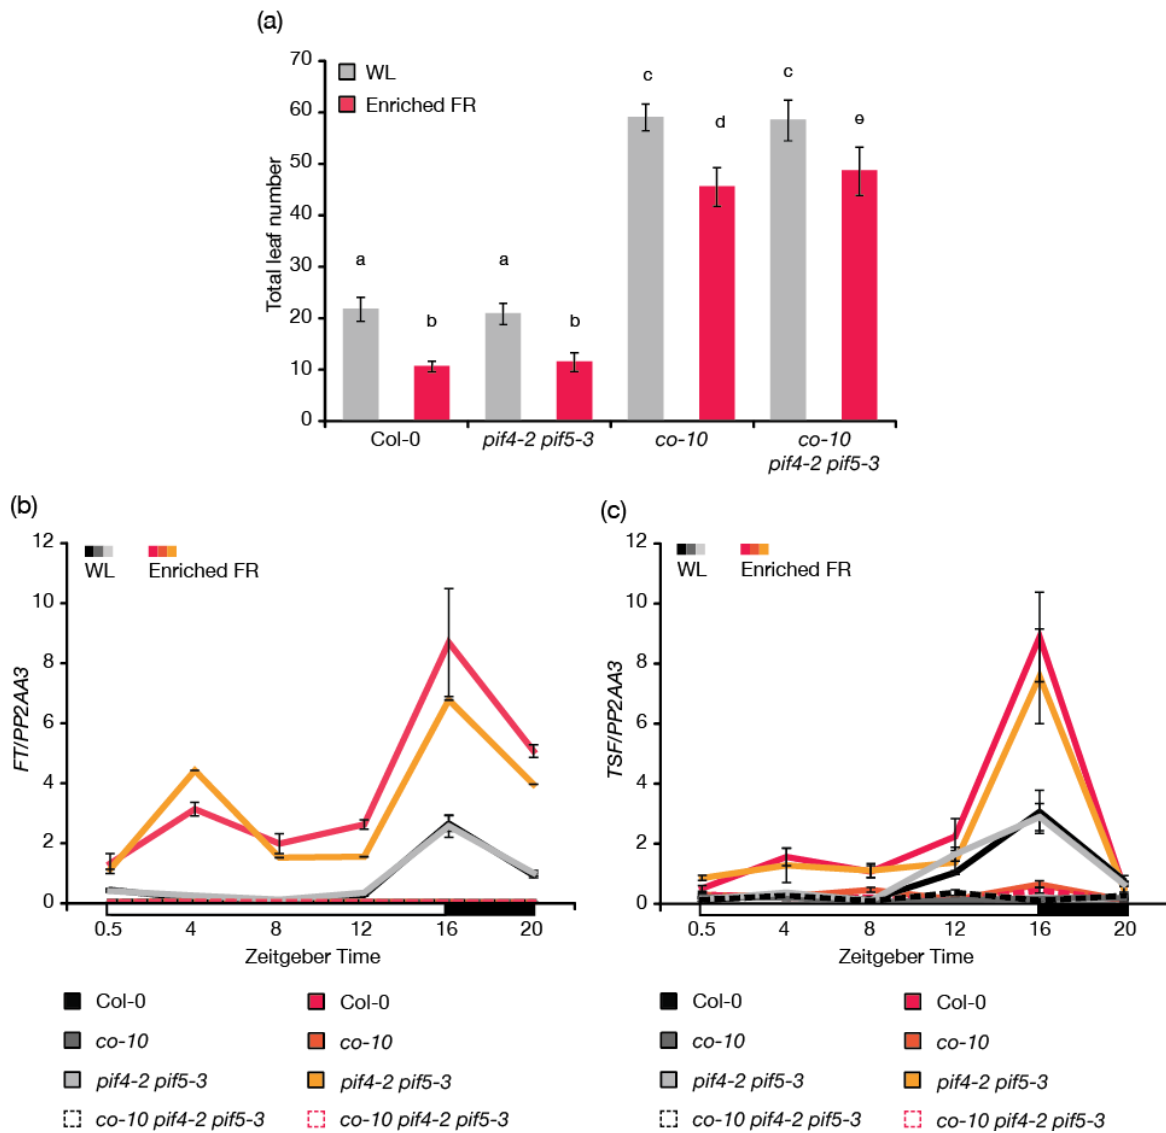 (a)
70
60
50
40
30
20
10
0
Total leaf number
WL
Enriched FR
a
b
a
b
c
d
c
e
Col-0
pif4-2 pif5-3
co-10
co-10
pif4-2 pif5-3
(b)
12
10
8
6
4
2
0
FT/PP2AA3
WL
Enriched FR
0.5
4
8
12
16
20
Zeitgeber Time
Col-0
co-10
pif4-2 pif5-3
co-10 pif4-2 pif5-3
Col-0
co-10
pif4-2 pif5-3
co-10 pif4-2 pif5-3
(c)
12
10
8
6
4
2
0
TSF/PP2AA3
WL
Enriched FR
0.5
4
8
12
16
20
Zeitgeber Time
Col-0
co-10
pif4-2 pif5-3
co-10 pif4-2 pif5-3
Col-0
co-10
pif4-2 pif5-3
co-10 pif4-2 pif5-3